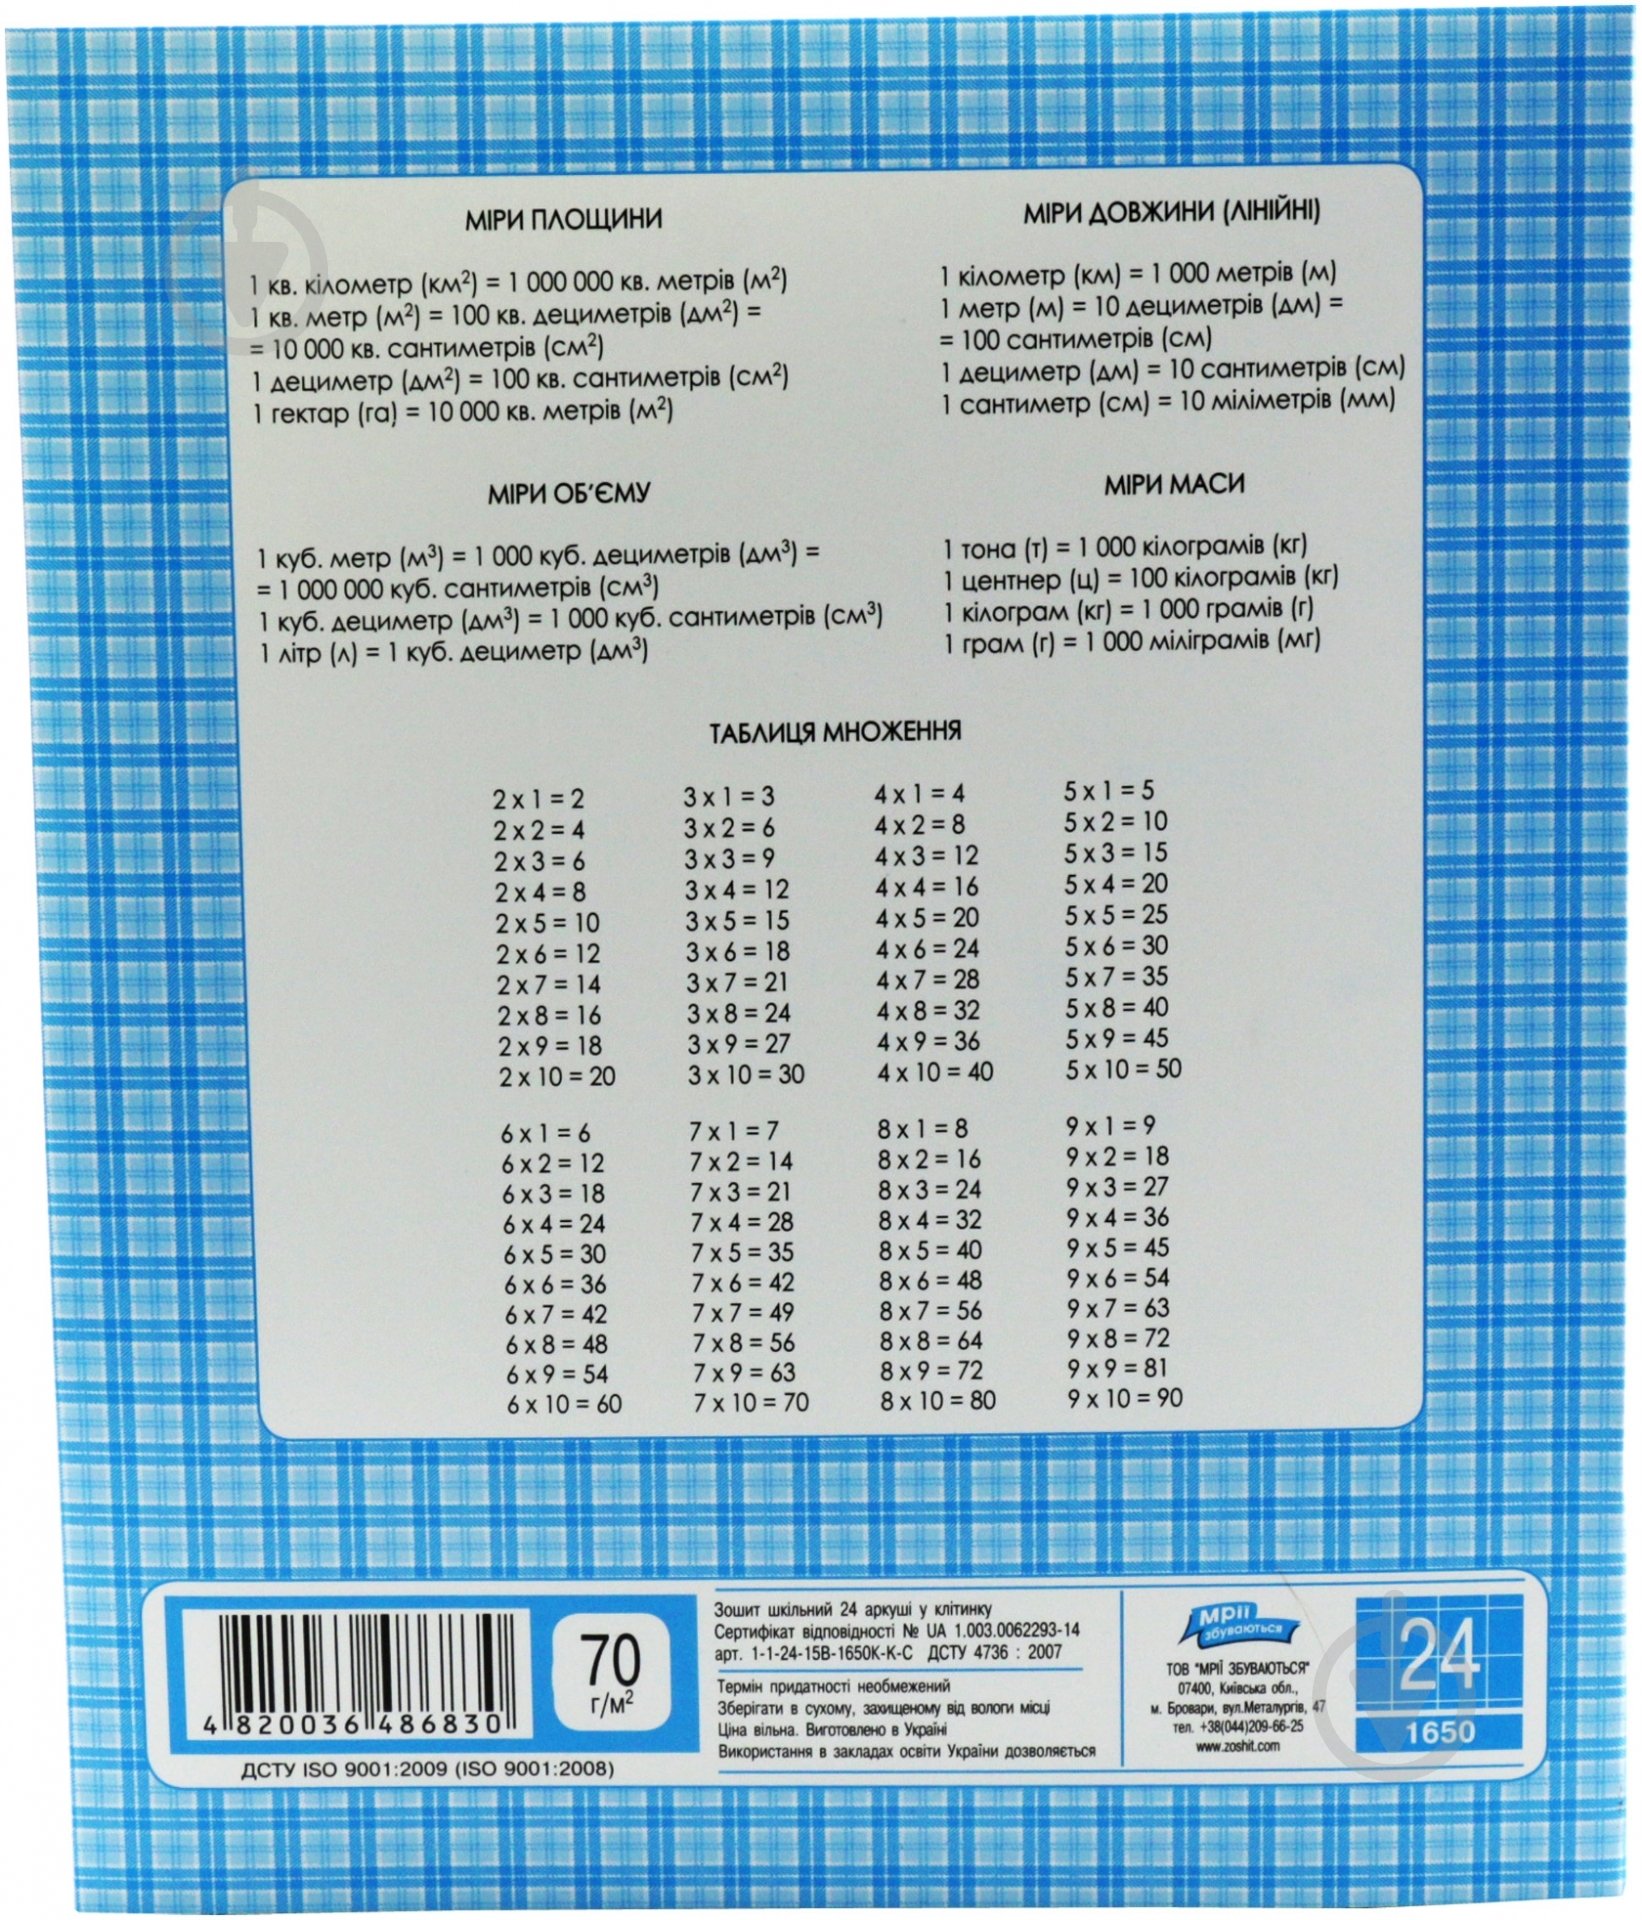 МІРИ ПЛОЩИНИ
1 кв. кілометр (км²) = 1 000 000 кв. метрів (м²)
1 кв. метр (м²) = 100 кв. дециметрів (дм²) =
= 10 000 кв. сантиметрів (см²)
1 дециметр (дм²) = 100 кв. сантиметрів (см²)
1 гектар (га) = 10 000 кв. метрів (м²)
МІРИ ДОВЖИНИ (ЛІНІЙНІ)
1 кілометр (км) = 1 000 метрів (м)
1 метр (м) = 10 дециметрів (дм) =
= 100 сантиметрів (см)
1 дециметр (дм) = 10 сантиметрів (см)
1 сантиметр (см) = 10 міліметрів (мм)
МІРИ ОБ'ЄМУ
1 куб. метр (м³) = 1 000 куб. дециметрів (дм³) =
= 1 000 000 куб. сантиметрів (см³)
1 куб. дециметр (дм³) = 1 000 куб. сантиметрів (см³)
1 літр (л) = 1 куб. дециметр (дм³)
МІРИ МАСИ
1 тона (т) = 1 000 кілограмів (кг)
1 центнер (ц) = 100 кілограмів (кг)
1 кілограм (кг) = 1 000 грамів (г)
1 грам (г) = 1 000 міліграмів (мг)
ТАБЛИЦЯ МНОЖЕННЯ
2 x 1 = 2 3 x 1 = 3 4 x 1 = 4 5 x 1 = 5
2 x 2 = 4 3 x 2 = 6 4 x 2 = 8 5 x 2 = 10
2 x 3 = 6 3 x 3 = 9 4 x 3 = 12 5 x 3 = 15
2 x 4 = 8 3 x 4 = 12 4 x 4 = 16 5 x 4 = 20
2 x 5 = 10 3 x 5 = 15 4 x 5 = 20 5 x 5 = 25
2 x 6 = 12 3 x 6 = 18 4 x 6 = 24 5 x 6 = 30
2 x 7 = 14 3 x 7 = 21 4 x 7 = 28 5 x 7 = 35
2 x 8 = 16 3 x 8 = 24 4 x 8 = 32 5 x 8 = 40
2 x 9 = 18 3 x 9 = 27 4 x 9 = 36 5 x 9 = 45
2 x 10 = 20 3 x 10 = 30 4 x 10 = 40 5 x 10 = 50
6 x 1 = 6 7 x 1 = 7 8 x 1 = 8 9 x 1 = 9
6 x 2 = 12 7 x 2 = 14 8 x 2 = 16 9 x 2 = 18
6 x 3 = 18 7 x 3 = 21 8 x 3 = 24 9 x 3 = 27
6 x 4 = 24 7 x 4 = 28 8 x 4 = 32 9 x 4 = 36
6 x 5 = 30 7 x 5 = 35 8 x 5 = 40 9 x 5 = 45
6 x 6 = 36 7 x 6 = 42 8 x 6 = 48 9 x 6 = 54
6 x 7 = 42 7 x 7 = 49 8 x 7 = 56 9 x 7 = 63
6 x 8 = 48 7 x 8 = 56 8 x 8 = 64 9 x 8 = 72
6 x 9 = 54 7 x 9 = 63 8 x 9 = 72 9 x 9 = 81
6 x 10 = 60 7 x 10 = 70 8 x 10 = 80 9 x 10 = 90
4 820036 486830
ДСТУ ISO 9001:2009 (ISO 9001:2008)
70
г/м²
Зошит шкільний 24 аркуші у клітинку
Сертифікат відповідності № UA 1.003.0062293-14
арт. 1-1-24-15В-1650К-К-С ДСТУ 4736 : 2007
Термін придатності необмежений
Зберігати в сухому, захищеному від вологи місці
Ціна вільна. Виготовлено в Україні
Використання в закладах освіти України дозволяється
мрії
збуваються
ТОВ "МРІЇ ЗБУВАЮТЬСЯ"
07400, Київська обл.,
м. Бровари, вул.Металургів, 47
тел. +38(044)209-66-25
www.zoshit.com
24
1650